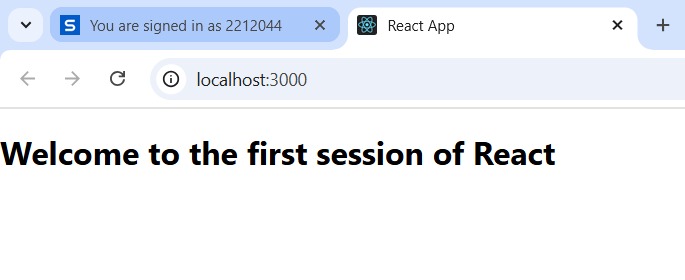 S You are signed in as 2212044
React App
localhost:3000
Welcome to the first session of React